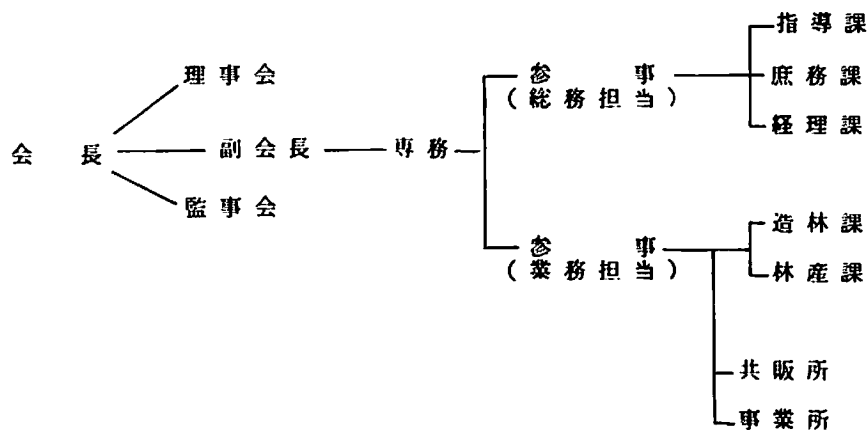 会長
理事会
副会長
監事会
専務
参事
(総務担当)
指導課
庶務課
経理課
参事
(業務担当)
造林課
林産課
共販所
事業所